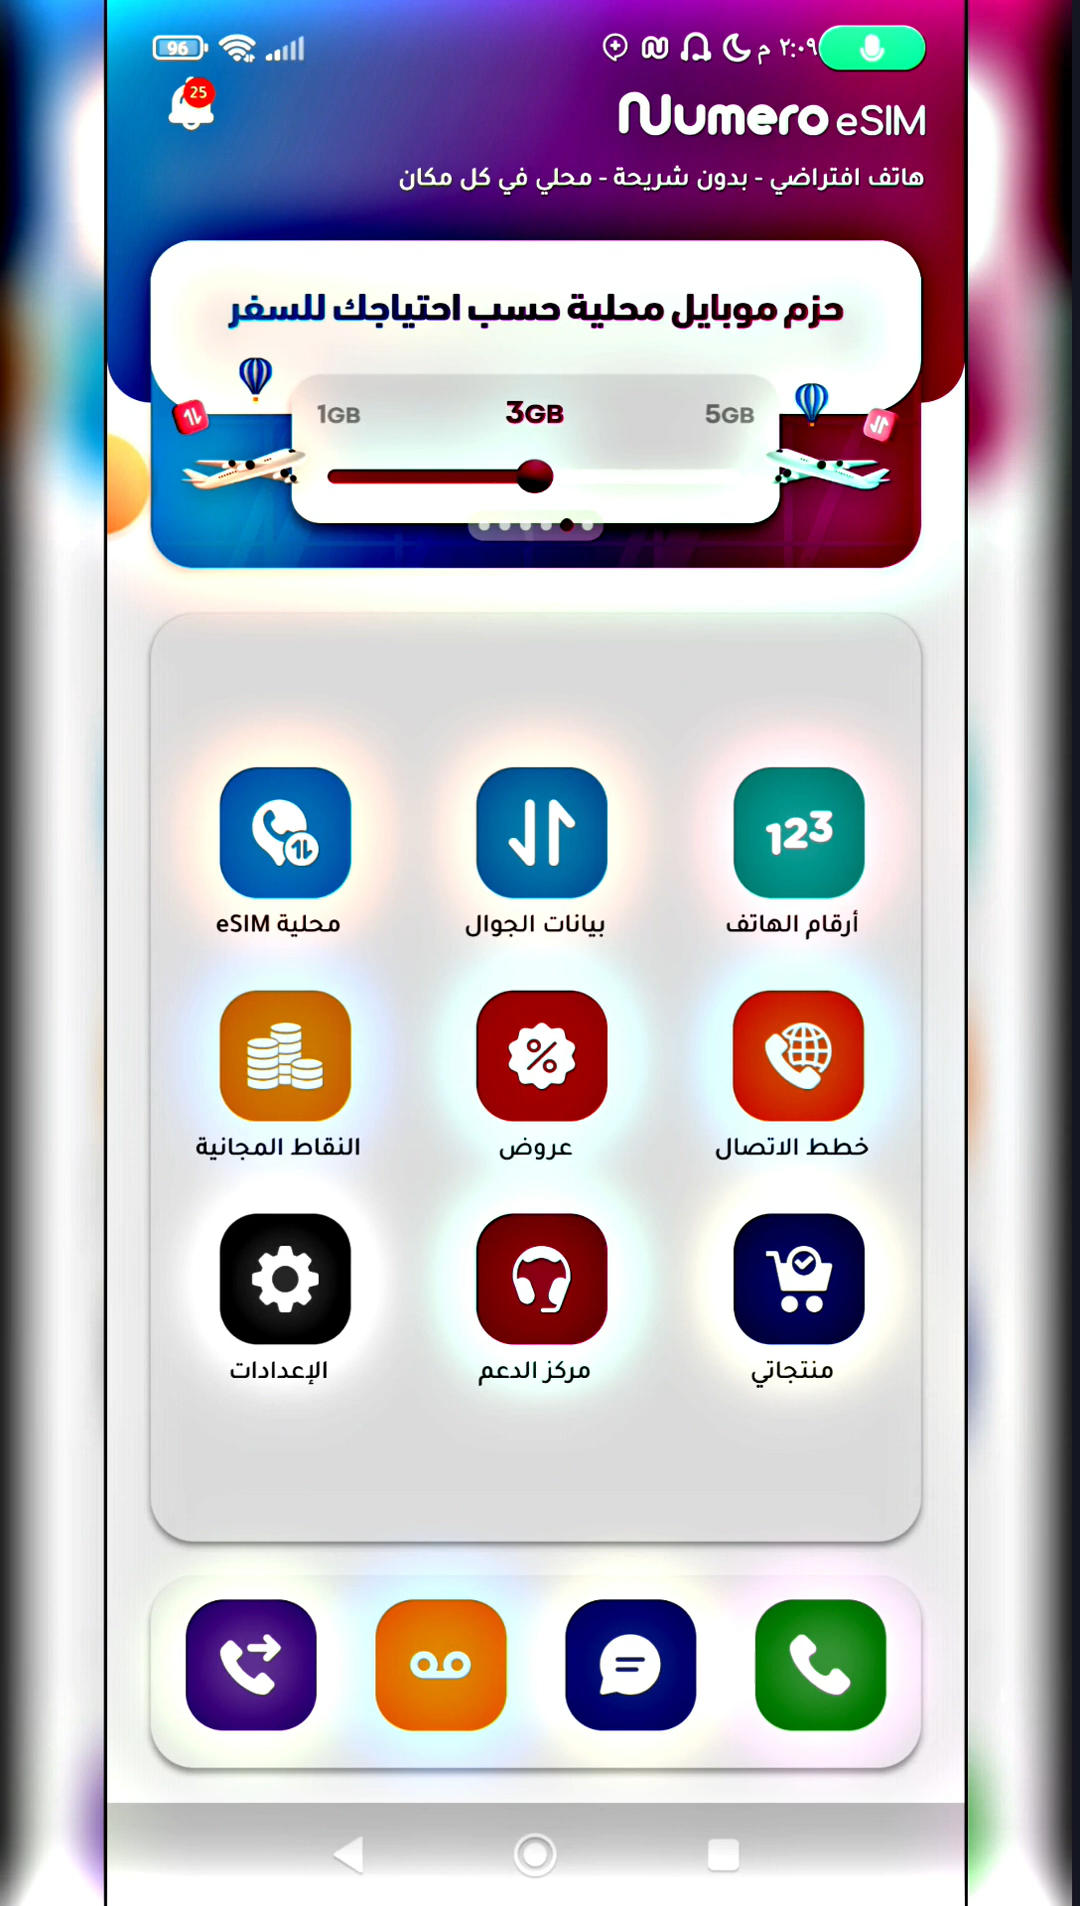 ٢:٠٩ م
96
25
Numero eSIM
هاتف افتراضي - بدون شريحة - محلي في كل مكان
حزم موبايل محلية حسب احتياجك للسفر
1GB 3GB 5GB
123
أرقام الهاتف
بيانات الجوال
محلية eSIM
خطط الاتصال
عروض
النقاط المجانية
منتجاتي
مركز الدعم
الإعدادات